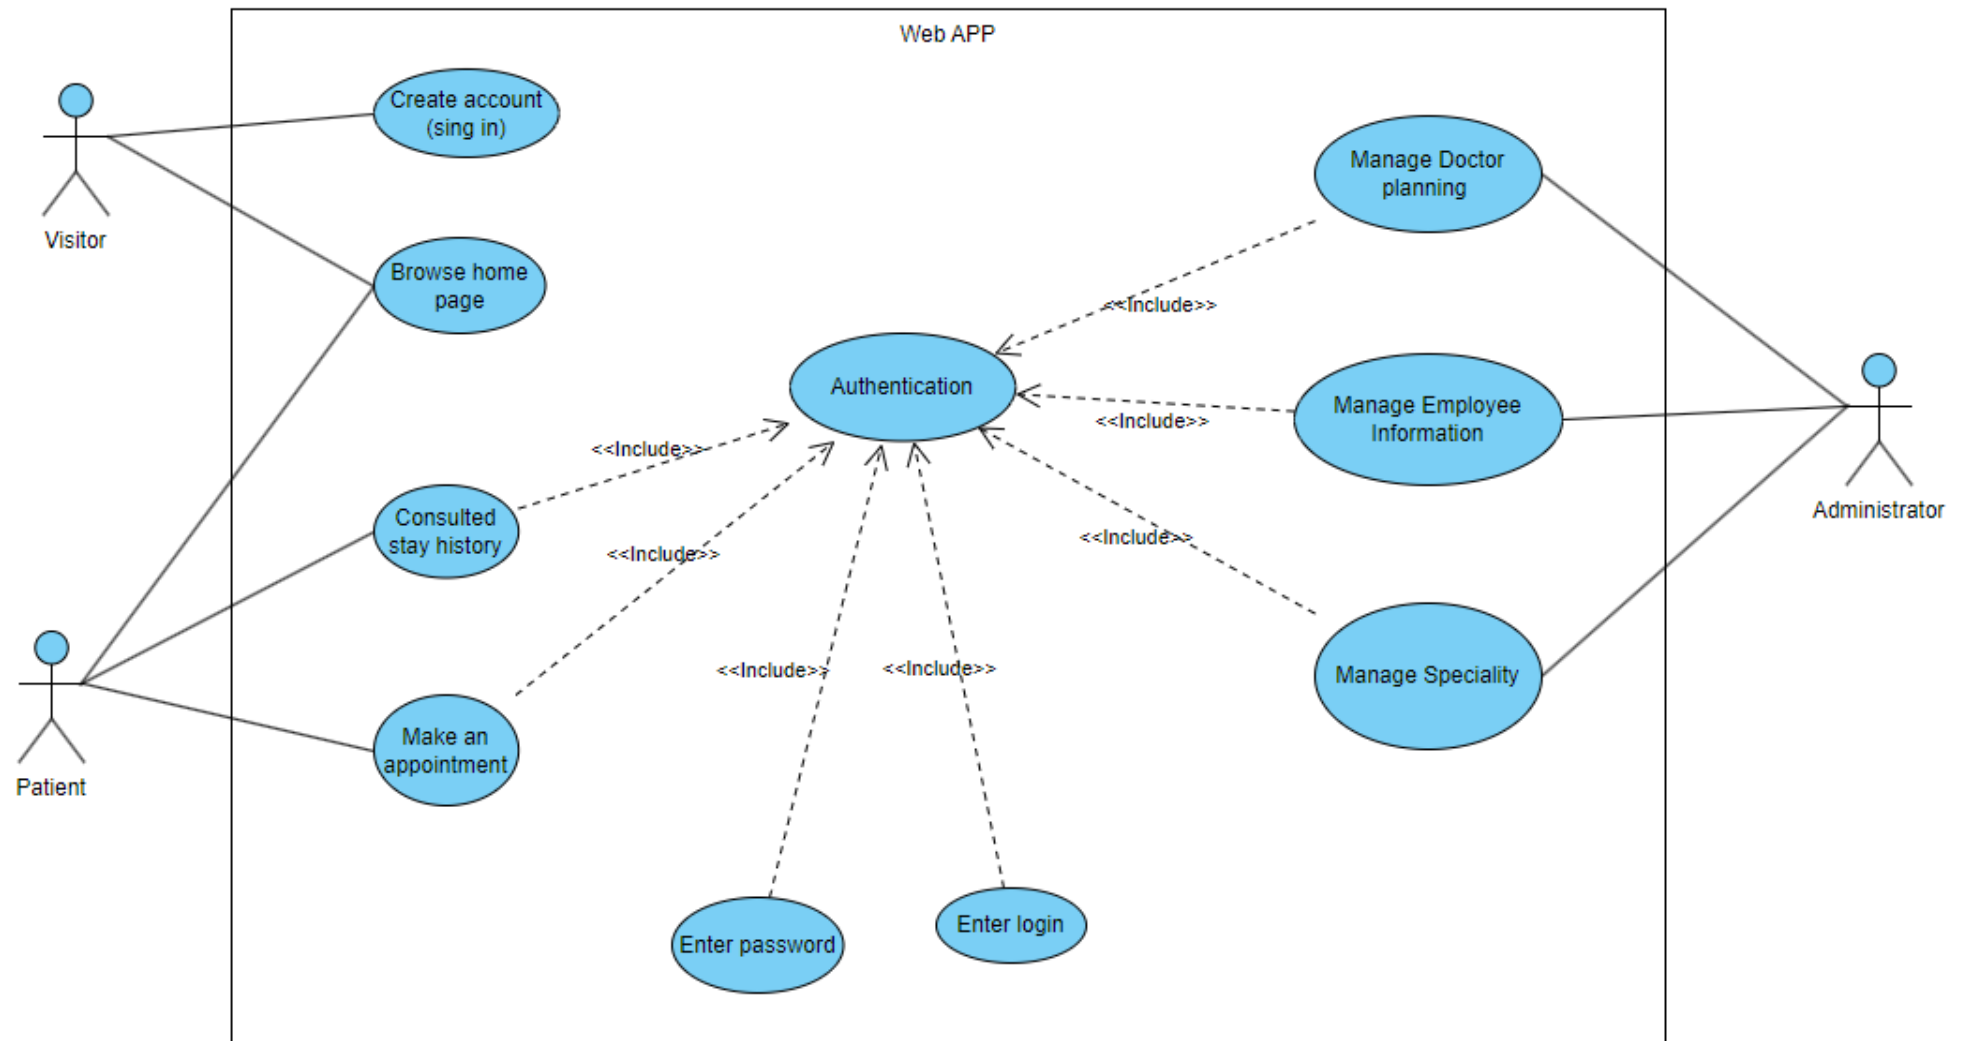 Web APP
Create account
(sing in)
Visitor
Browse home
page
Manage Doctor
planning
<<Include>>
Authentication
Manage Employee
Information
<<Include>>
<<Include>>
Consulted
stay history
Administrator
<<Include>>
<<Include>>
<<Include>>
<<Include>>
Manage Speciality
Patient
Make an
appointment
Enter password
Enter login